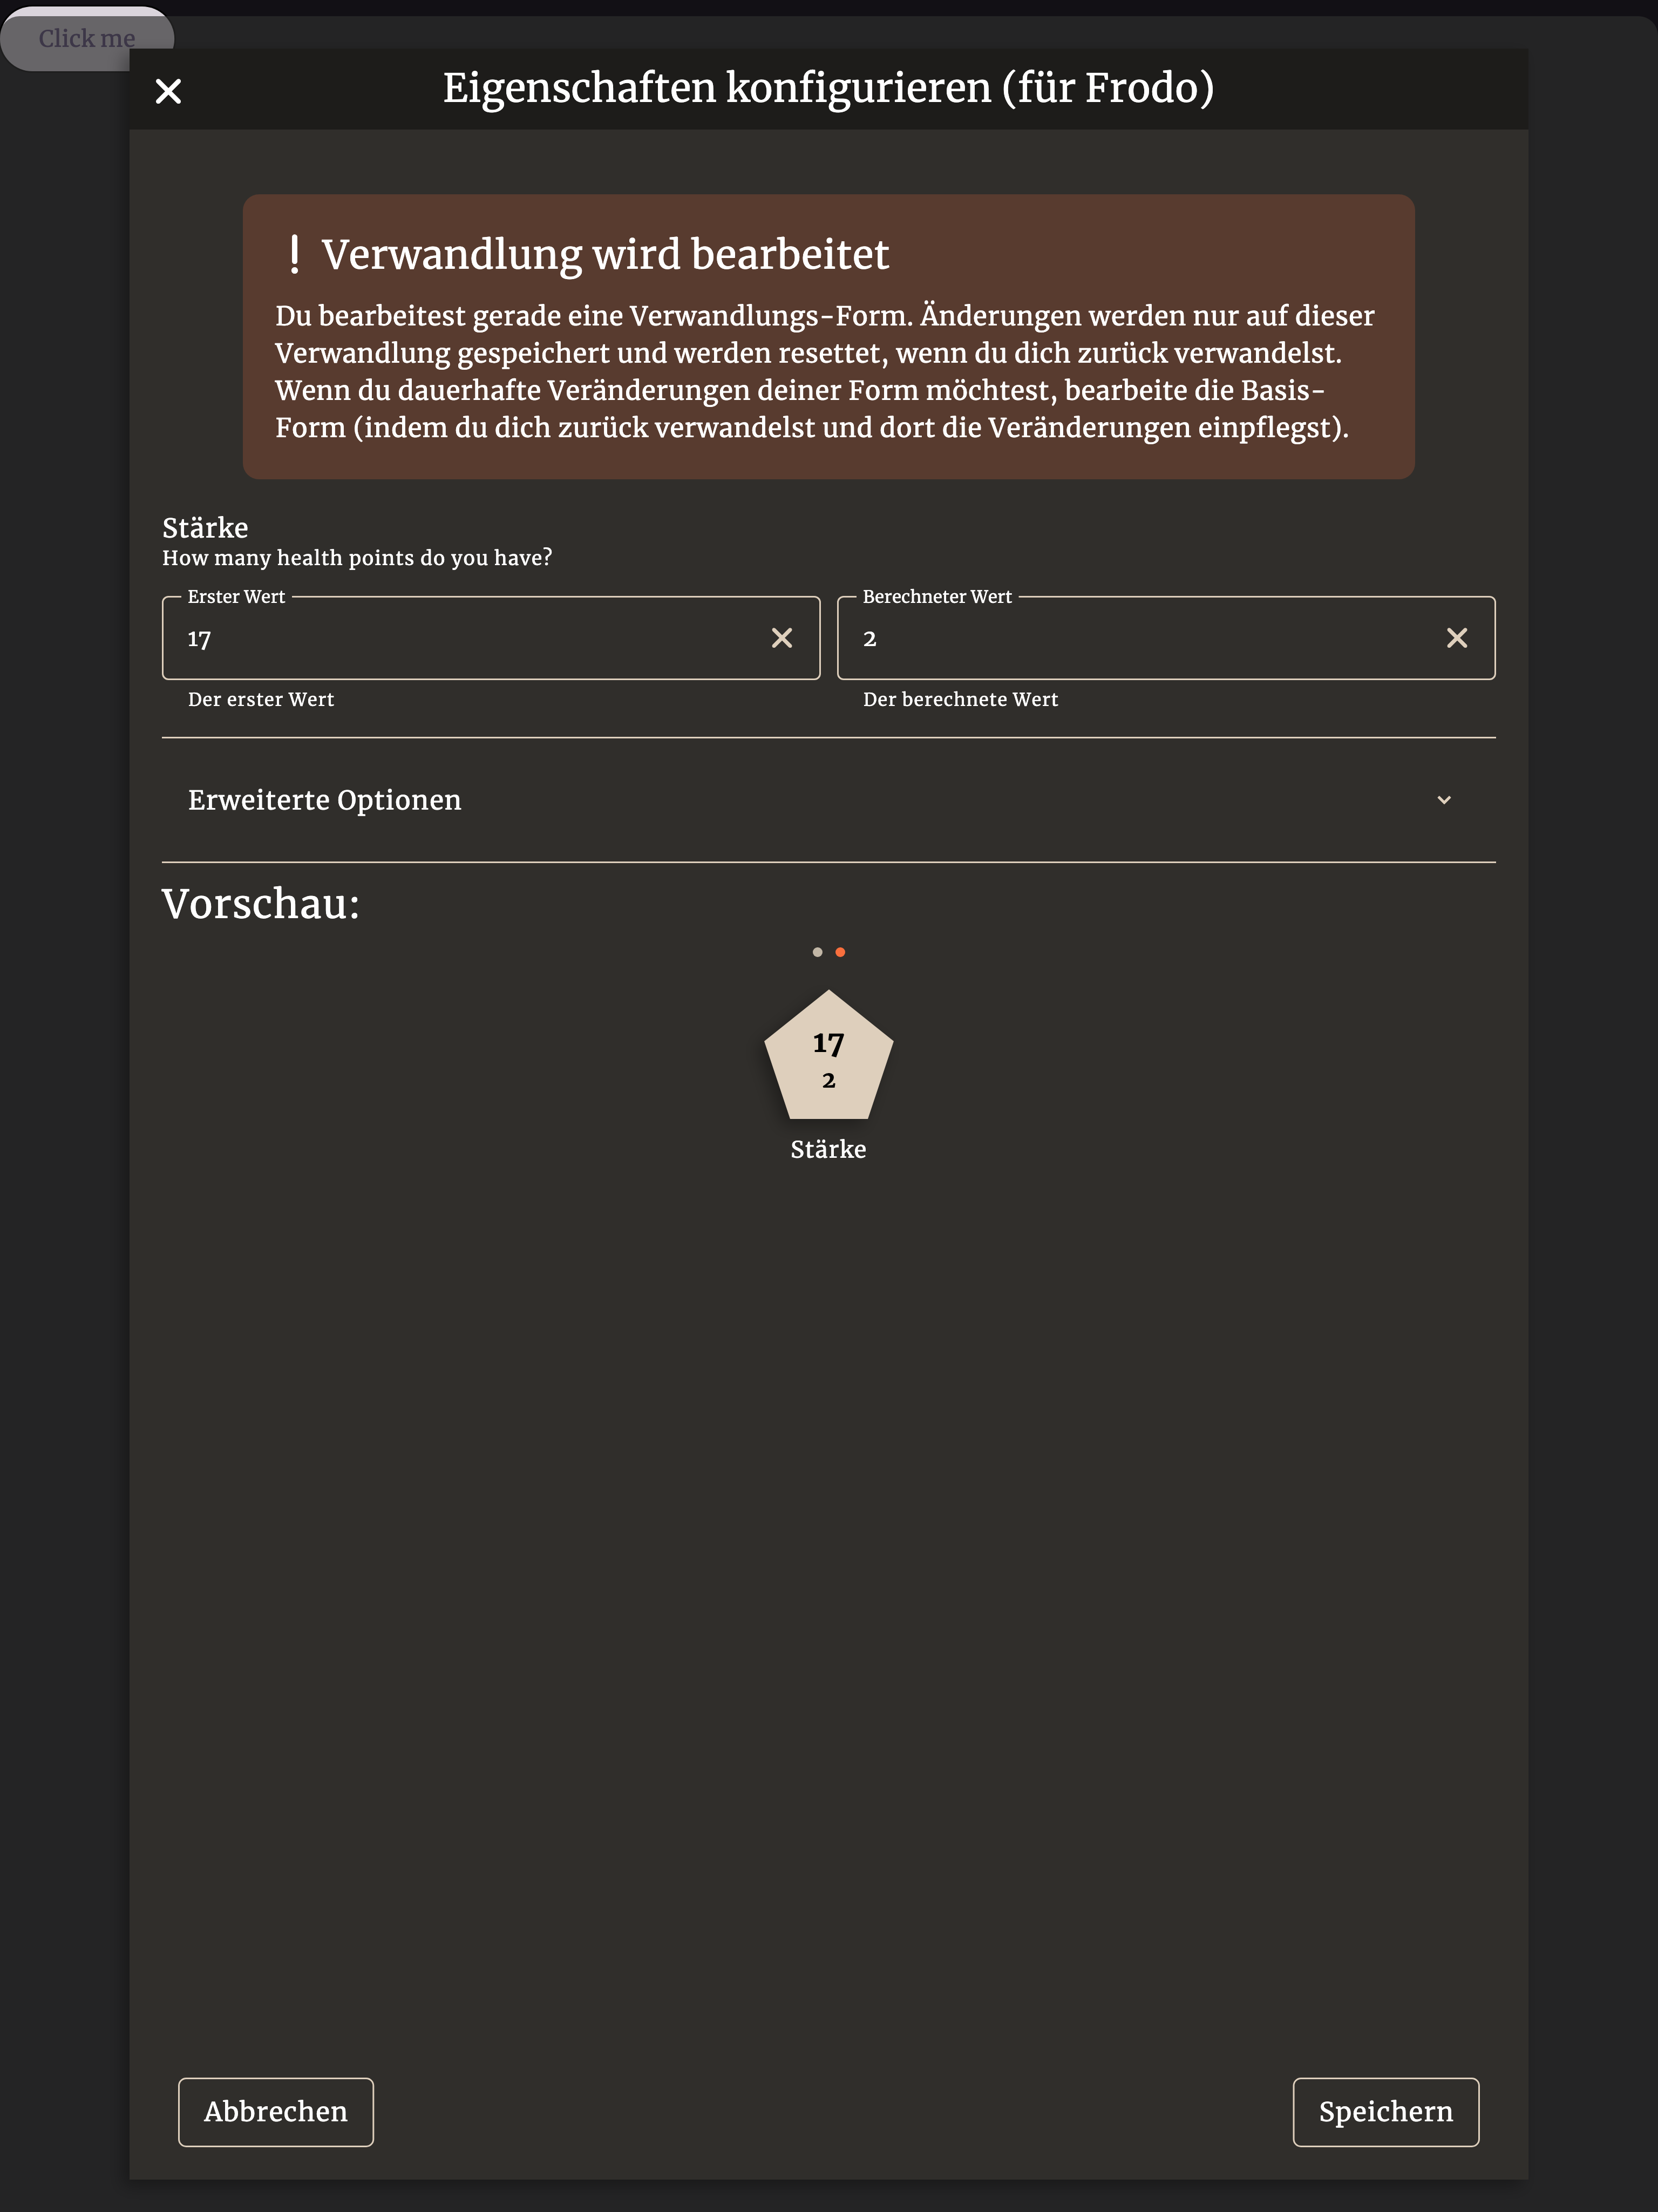 Click me
Eigenschaften konfigurieren (für Frodo)
! Verwandlung wird bearbeitet
Du bearbeitest gerade eine Verwandlungs-Form. Änderungen werden nur auf dieser
Verwandlung gespeichert und werden resettet, wenn du dich zurück verwandelst.
Wenn du dauerhafte Veränderungen deiner Form möchtest, bearbeite die Basis-
Form (indem du dich zurück verwandelst und dort die Veränderungen einpflegst).
Stärke
How many health points do you have?
Erster Wert
17
Der erster Wert
Berechneter Wert
2
Der berechnete Wert
Erweiterte Optionen
Vorschau:
17
2
Stärke
Abbrechen
Speichern